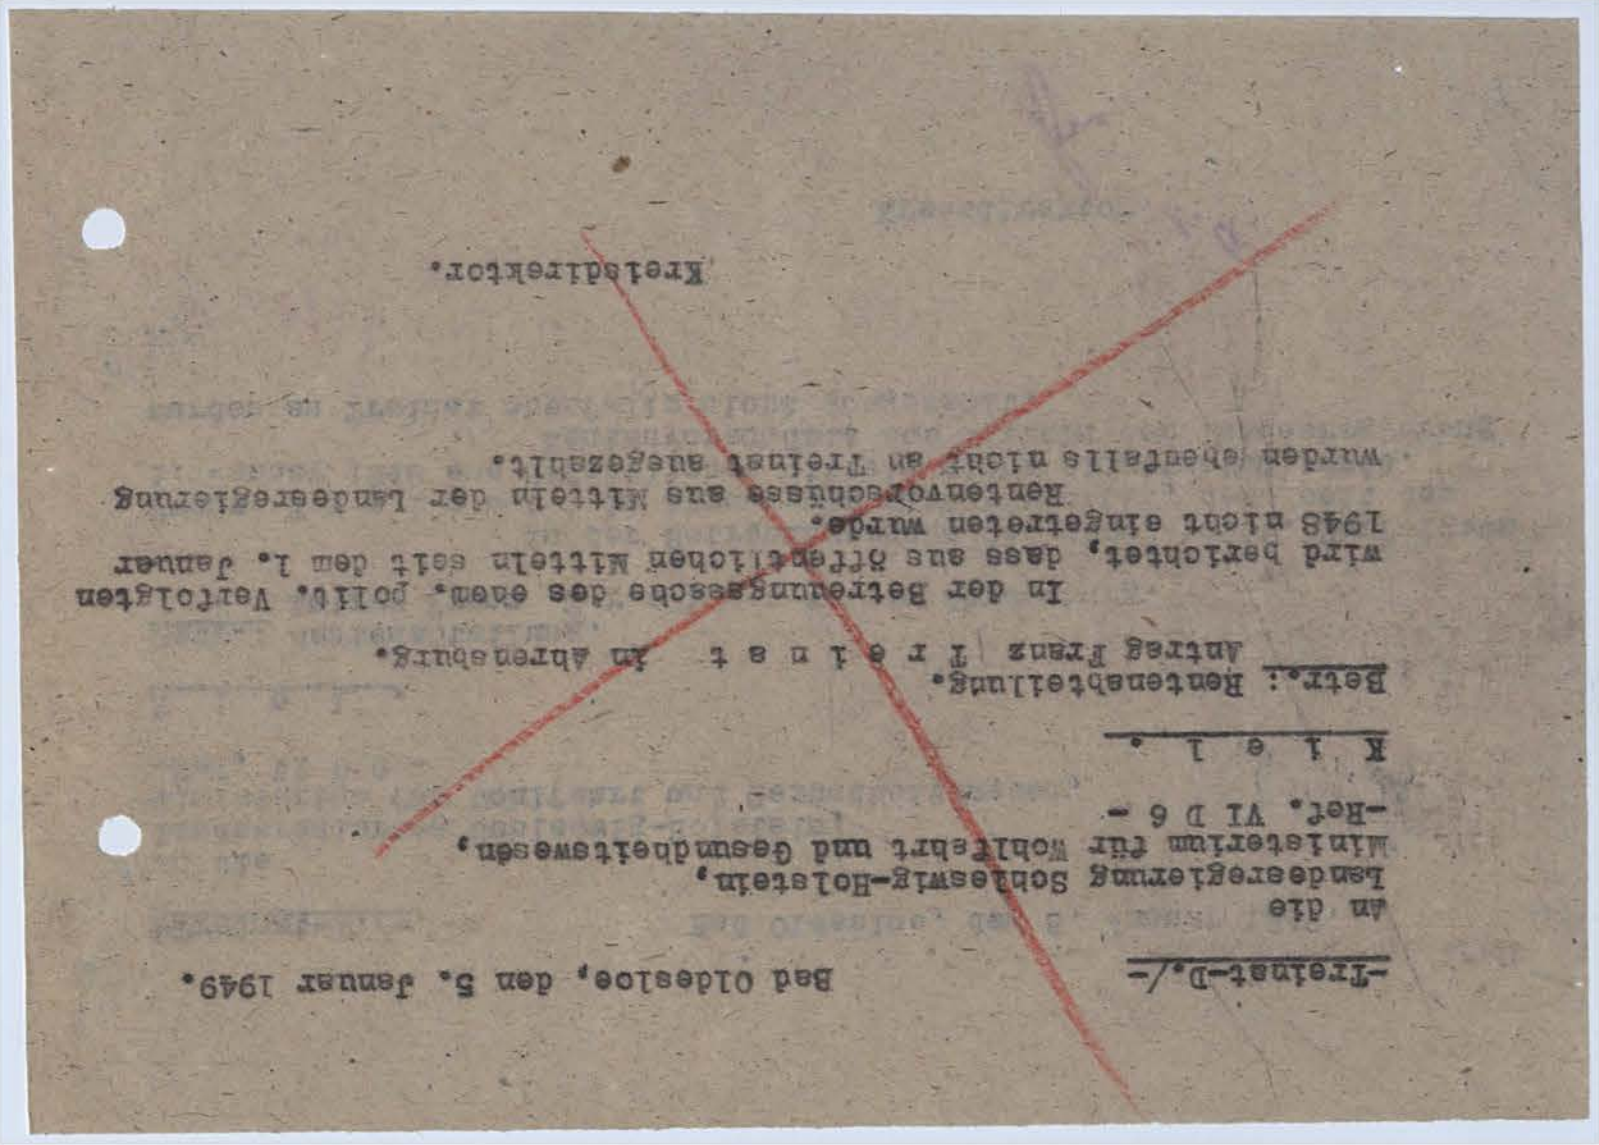 -Treinat-D./-
Bad Oldesloe, den 5. Januar 1949.
An die
Landesregierung Schleswig-Holstein,
Ministerium für Wohlfahrt und Gesundheitswesen,
-Ref. VI D 6 -
K i e l .
Betr.: Rentenabteilung.
Antrag Franz T r e i n a t in Ahrensburg.
In der Betreuungssache des ehem. polit. Verfolgten
wird berichtet, dass aus öffentlichen Mitteln seit dem 1. Januar
1948 nicht eingetreten wurde.
Rentenvorschüsse aus Mitteln der Landesregierung
wurden ebenfalls nicht an Treinat ausgezahlt.
Kreisdirektor.